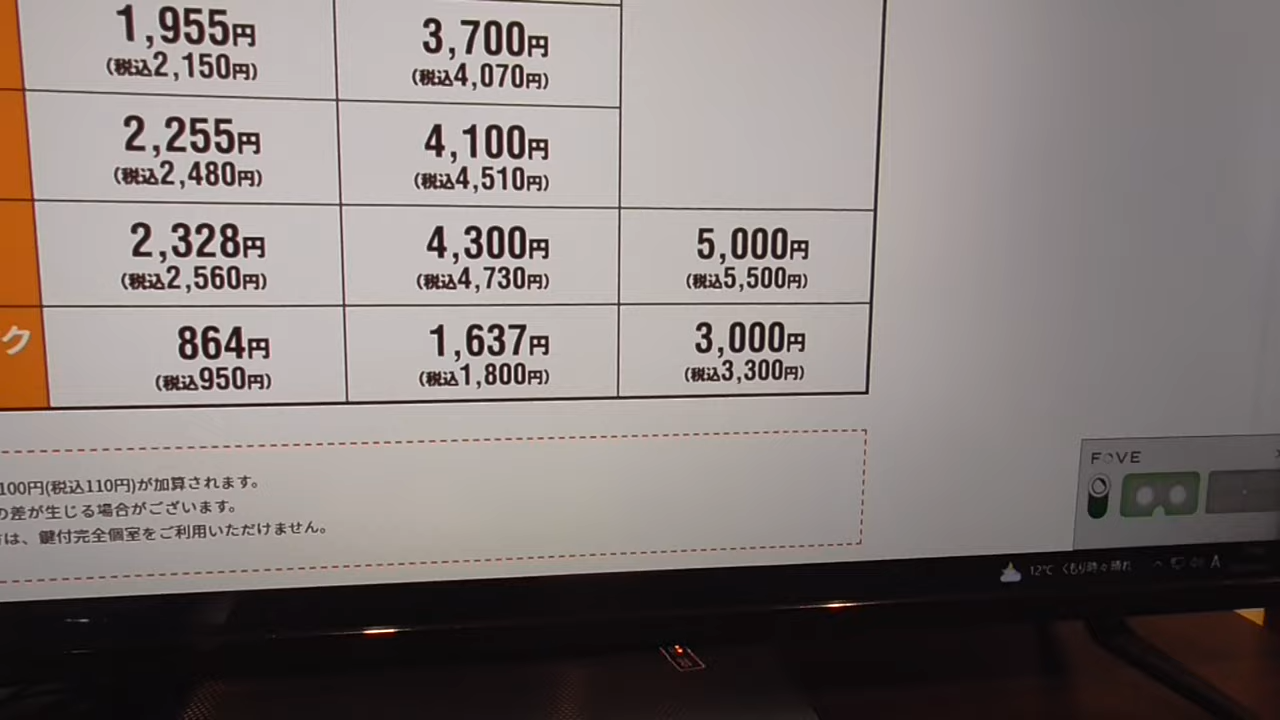 1,955円
(税込2,150円)
3,700円
(税込4,070円)
2,255円
(税込2,480円)
4,100円
(税込4,510円)
2,328円
(税込2,560円)
4,300円
(税込4,730円)
5,000円
(税込5,500円)
ク
864円
(税込950円)
1,637円
(税込1,800円)
3,000円
(税込3,300円)
100円(税込110円)が加算されます。
の差が生じる場合がございます。
は、鍵付完全個室をご利用いただけません。
FOVE
12℃ くもり時々晴れ
A